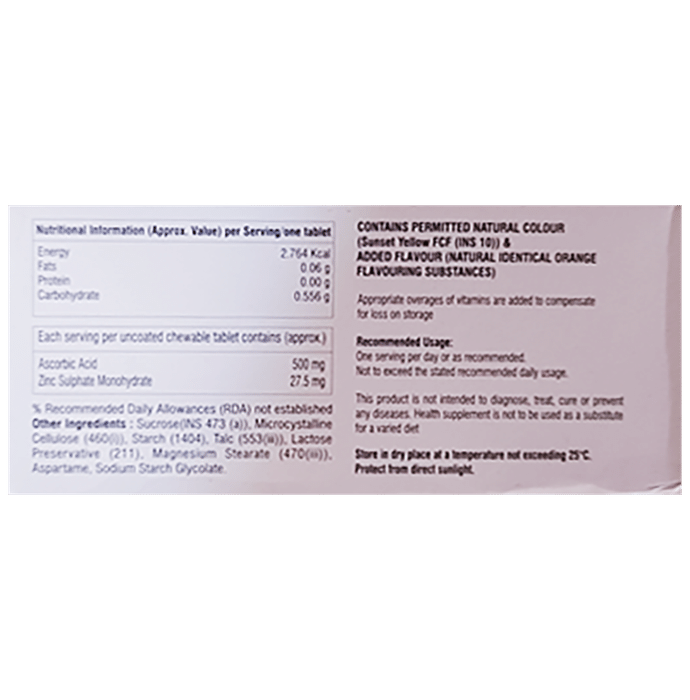 Nutritional Information (Approx. Value) per Serving/one tablet
Energy 2.764 Kcal
Fats 0.06 g
Protein 0.00 g
Carbohydrate 0.556 g
Each serving per uncoated chewable tablet contains (approx.)
Ascorbic Acid 500 mg
Zinc Sulphate Monohydrate 27.5 mg
% Recommended Daily Allowances (RDA) not established
Other Ingredients : Sucrose(INS 473 (a)), Microcystalline
Cellulose (460(i)), Starch (1404), Talc (553(iii)), Lactose
Preservative (211), Magnesium Stearate (470(iii)),
Aspartame, Sodium Starch Glycolate.
CONTAINS PERMITTED NATURAL COLOUR
(Sunset Yellow FCF (INS 10)) &
ADDED FLAVOUR (NATURAL IDENTICAL ORANGE
FLAVOURING SUBSTANCES)
Appropriate overages of vitamins are added to compensate
for loss on storage
Recommended Usage:
One serving per day or as recommended.
Not to exceed the stated recommended daily usage.
This product is not intended to diagnose, treat, cure or prevent
any diseases. Health supplement is not to be used as a substitute
for a varied diet
Store in dry place at a temperature not exceeding 25°C.
Protect from direct sunlight.